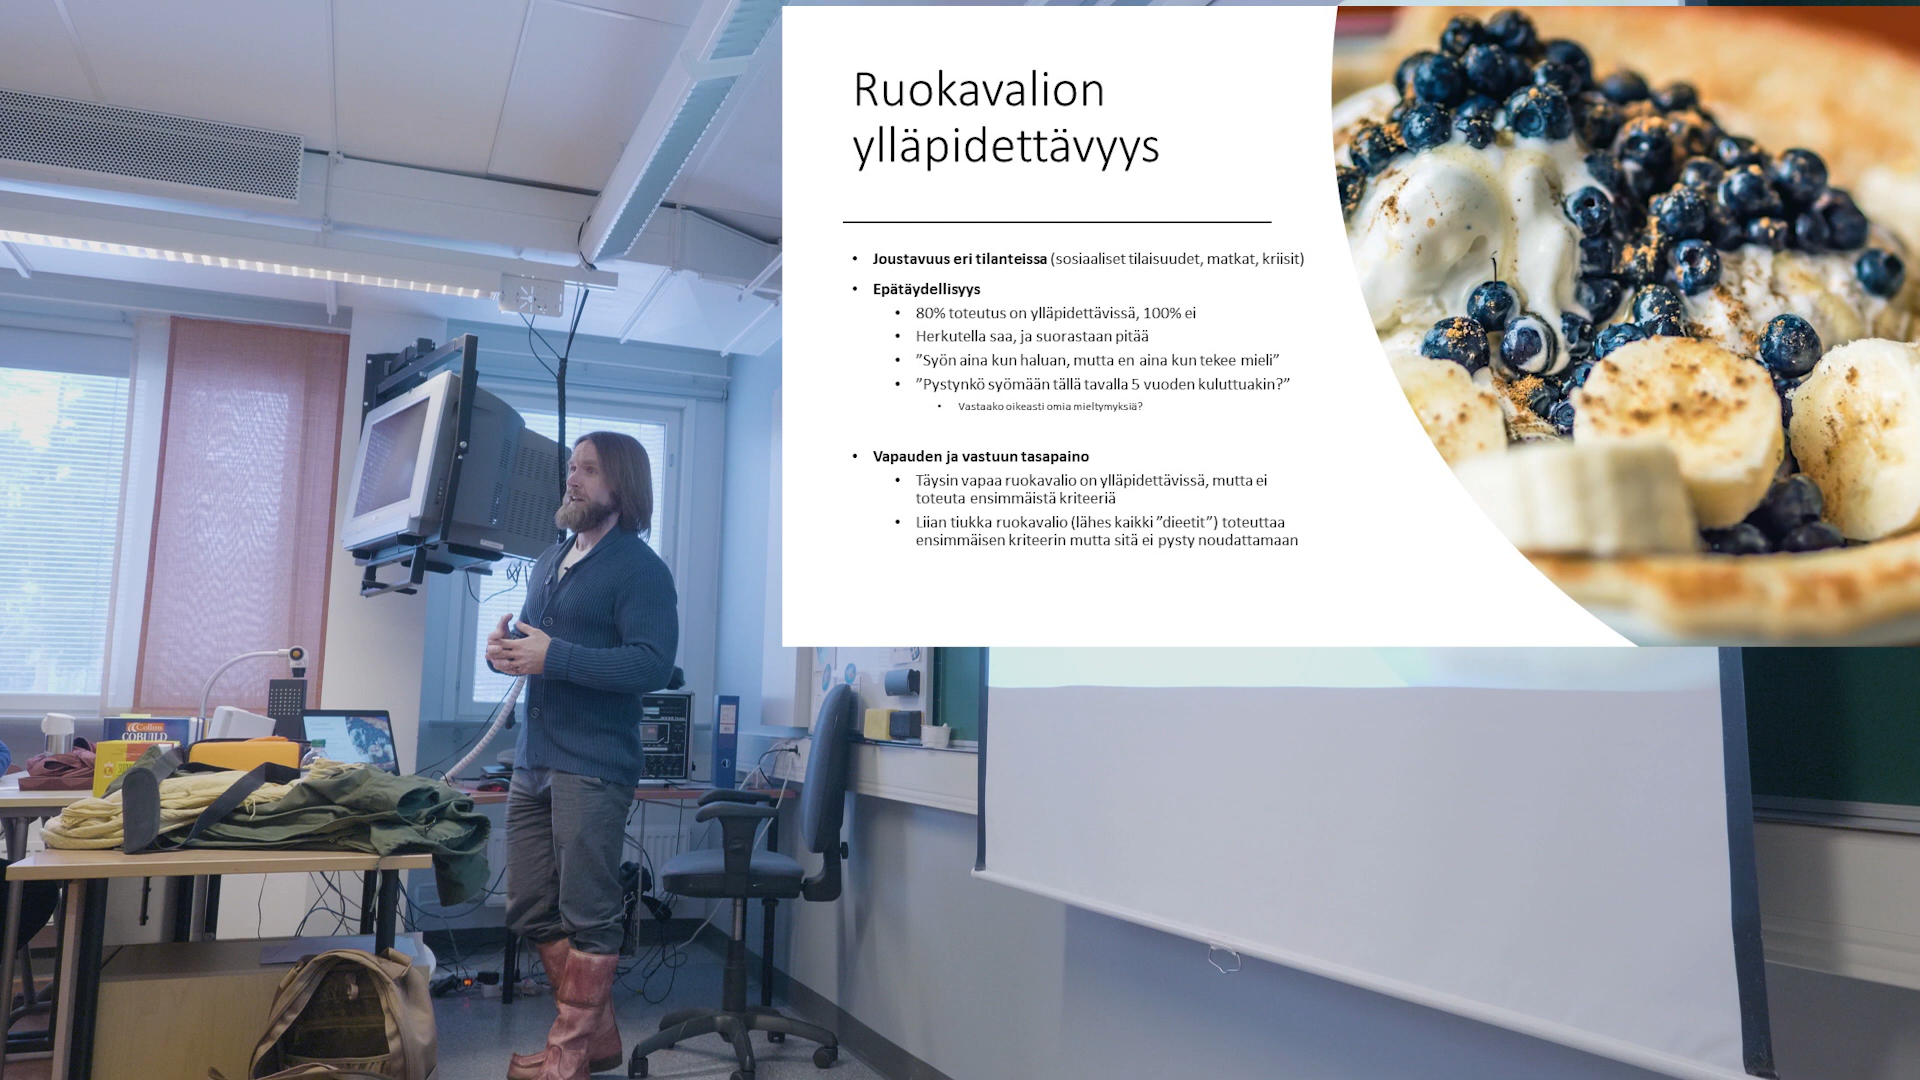 Ruokavalion
ylläpidettävyys
• Joustavuus eri tilanteissa (sosiaaliset tilaisuudet, matkat, kriisit)
• Epätäydellisyys
• 80% toteutus on ylläpidettävissä, 100% ei
• Herkutella saa, ja suorastaan pitää
• ”Syön aina kun haluan, mutta en aina kun tekee mieli”
• ”Pystynkö syömään tällä tavalla 5 vuoden kuluttuakin?”
• Vastaako oikeasti omia mieltymyksiä?
• Vapauden ja vastuun tasapaino
• Täysin vapaa ruokavalio on ylläpidettävissä, mutta ei
toteuta ensimmäistä kriteeriä
• Liian tiukka ruokavalio (lähes kaikki ”dieetit”) toteuttaa
ensimmäisen kriteerin mutta sitä ei pysty noudattamaan
Collins
COBUILD